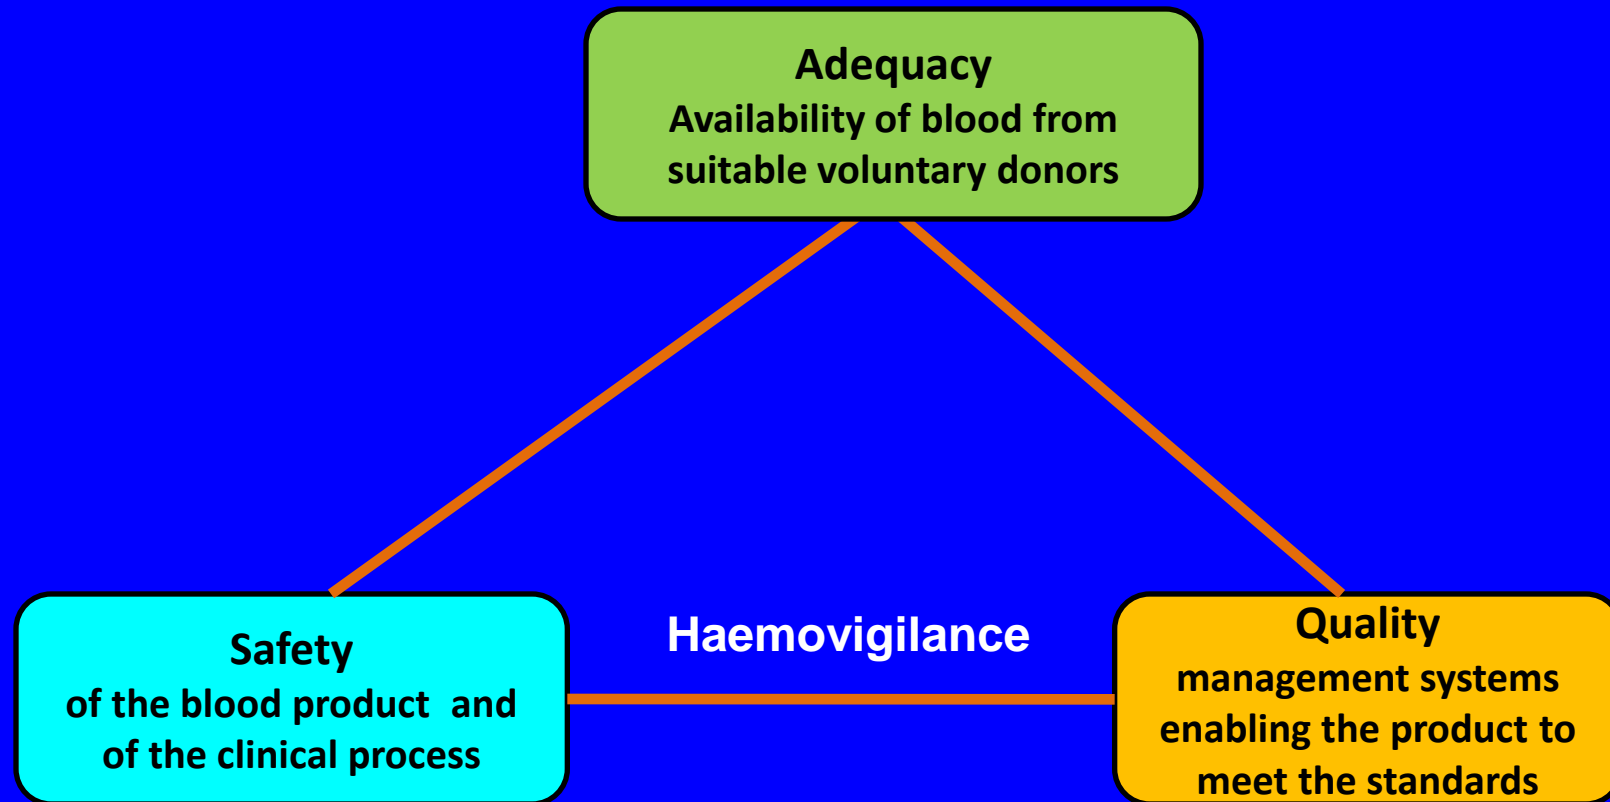 Adequacy
Availability of blood from
suitable voluntary donors
Haemovigilance
Safety
of the blood product and
of the clinical process
Quality
management systems
enabling the product to
meet the standards